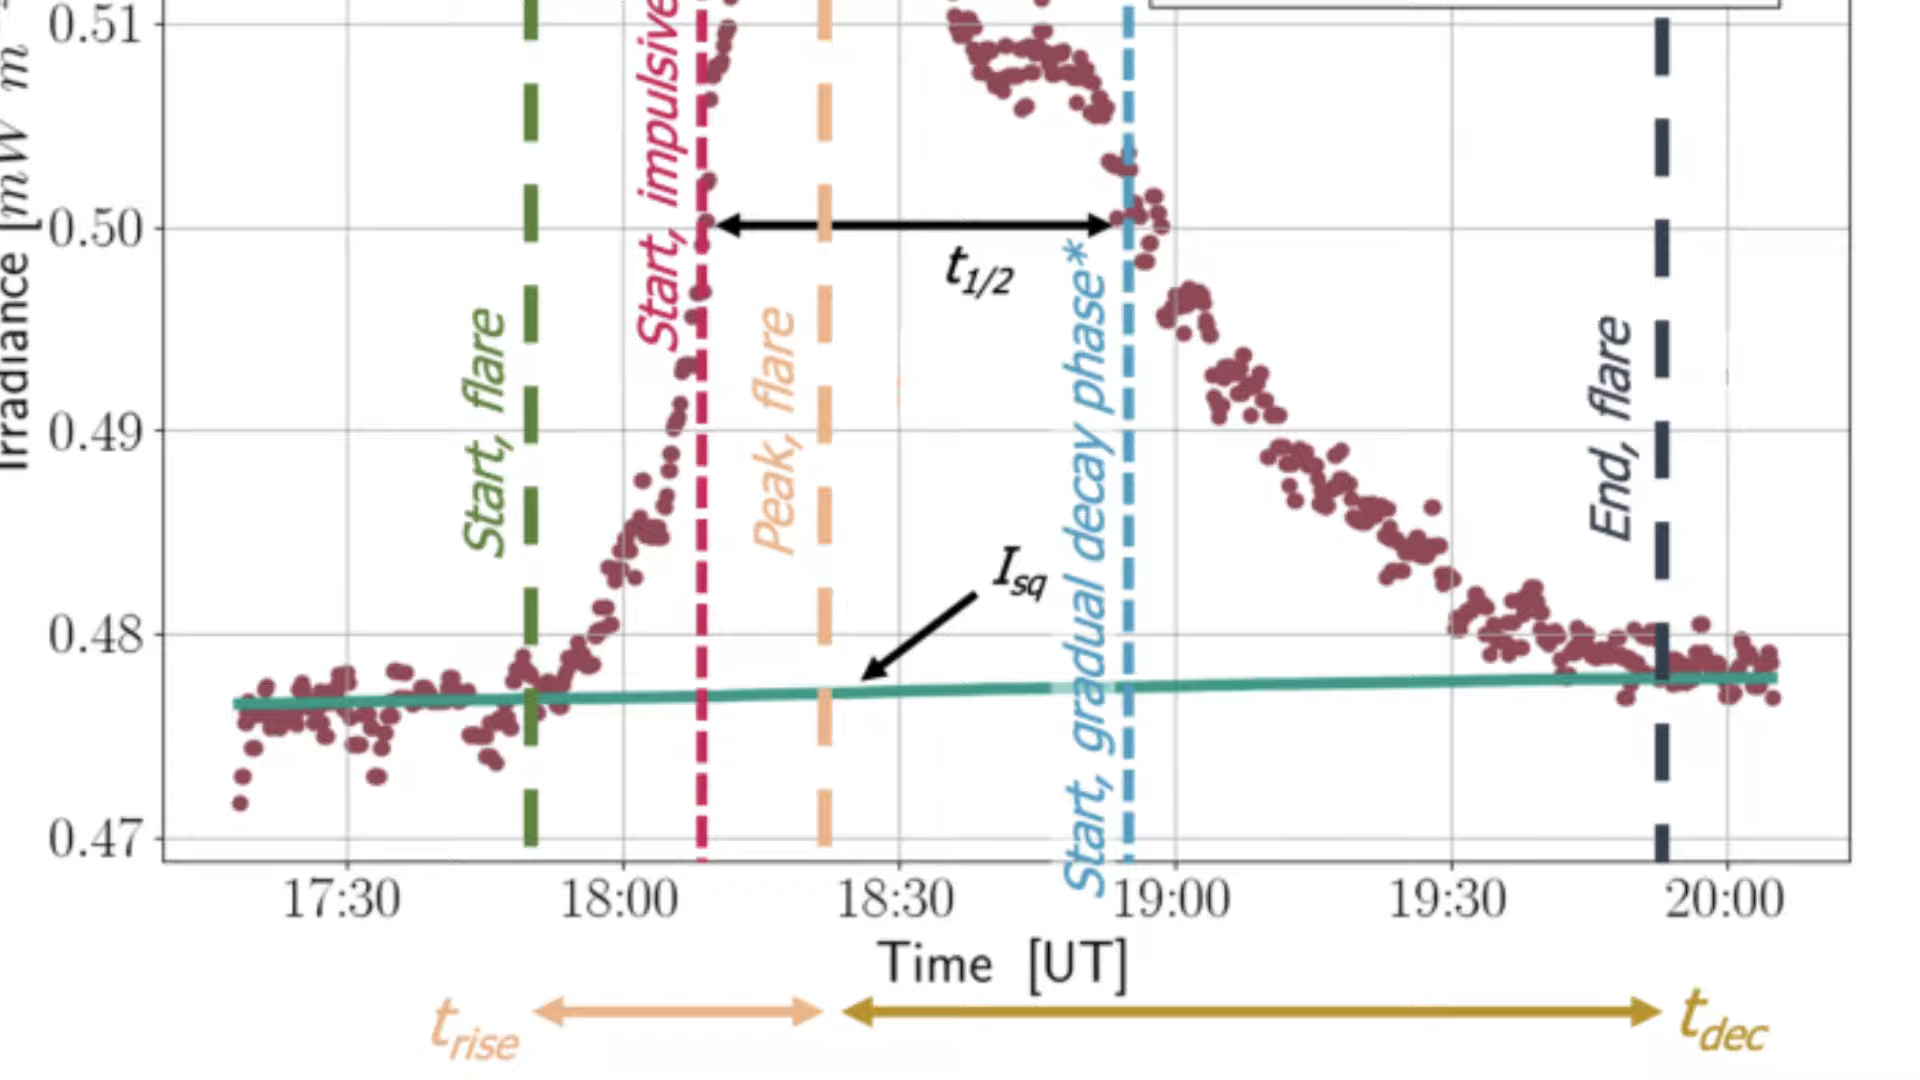 0.51
0.50
0.49
0.48
0.47
Irradiance [mW m
Start, flare
Start, impulsive
Peak, flare
t1/2
Isq
Start, gradual decay phase*
End, flare
17:30
18:00
18:30
19:00
19:30
20:00
Time [UT]
trise
tdec